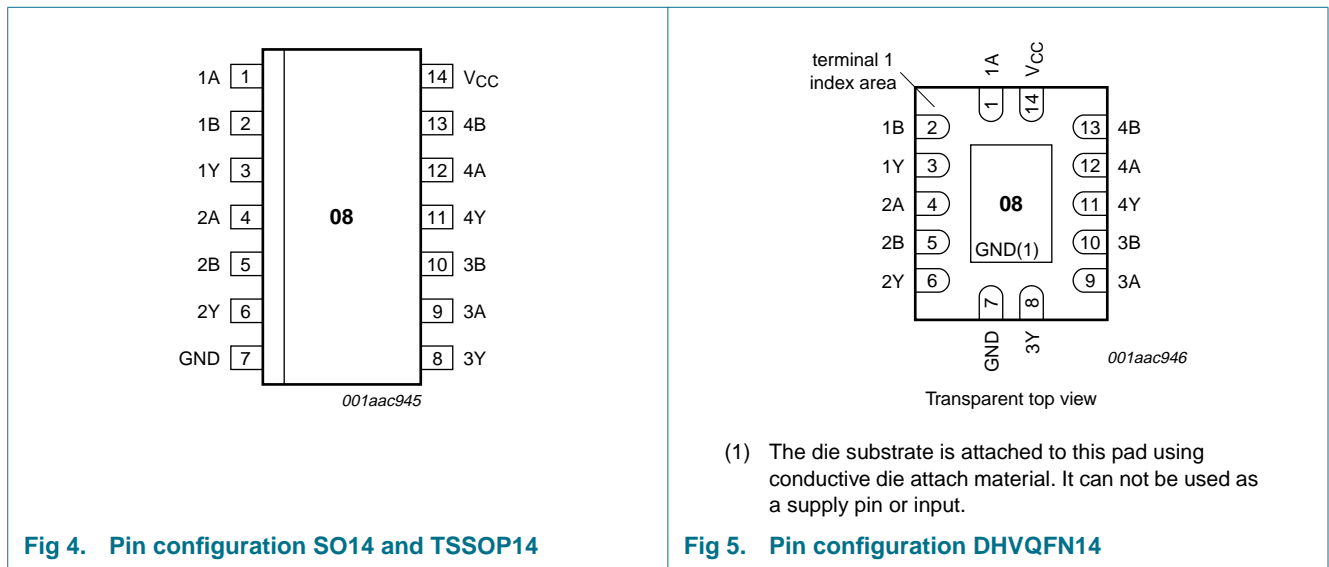 1A 1
1B 2
1Y 3
2A 4
2B 5
2Y 6
GND 7
08
14 VCC
13 4B
12 4A
11 4Y
10 3B
9 3A
8 3Y
001aac945
Fig 4. Pin configuration SO14 and TSSOP14
terminal 1
index area
1A
VCC
1
14
1B 2
1Y 3
2A 4
2B 5
2Y 6
08
GND(1)
13 4B
12 4A
11 4Y
10 3B
9 3A
7
8
GND
3Y
001aac946
Transparent top view
(1) The die substrate is attached to this pad using
conductive die attach material. It can not be used as
a supply pin or input.
Fig 5. Pin configuration DHVQFN14